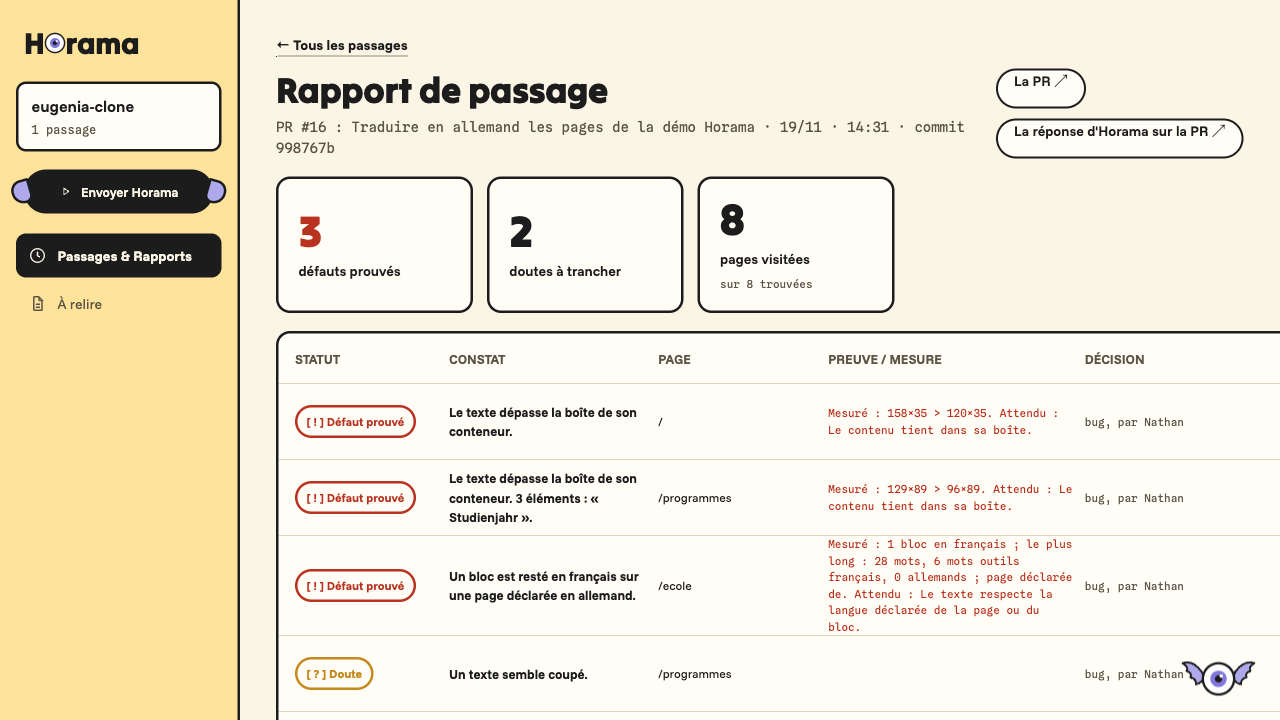 Horama
eugenia-clone
1 passage
Envoyer Horama
Passages & Rapports
À relire
← Tous les passages
Rapport de passage
PR #16 : Traduire en allemand les pages de la démo Horama · 19/11 · 14:31 · commit
998767b
La PR ↗
La réponse d'Horama sur la PR ↗
3
défauts prouvés
2
doutes à trancher
8
pages visitées
sur 8 trouvées
STATUT CONSTAT PAGE PREUVE / MESURE DÉCISION
[ ! ] Défaut prouvé
Le texte dépasse la boîte de son
conteneur.
/
Mesuré : 158×35 > 120×35. Attendu :
Le contenu tient dans sa boîte.
bug, par Nathan
[ ! ] Défaut prouvé
Le texte dépasse la boîte de son
conteneur. 3 éléments : «
Studienjahr ».
/programmes
Mesuré : 129×89 > 96×89. Attendu : Le
contenu tient dans sa boîte.
bug, par Nathan
[ ! ] Défaut prouvé
Un bloc est resté en français sur
une page déclarée en allemand.
/ecole
Mesuré : 1 bloc en français ; le plus
long : 28 mots, 6 mots outils
français, 0 allemands ; page déclarée
de. Attendu : Le texte respecte la
langue déclarée de la page ou du
bloc.
bug, par Nathan
[ ? ] Doute
Un texte semble coupé.
/programmes
bug, par Nathan